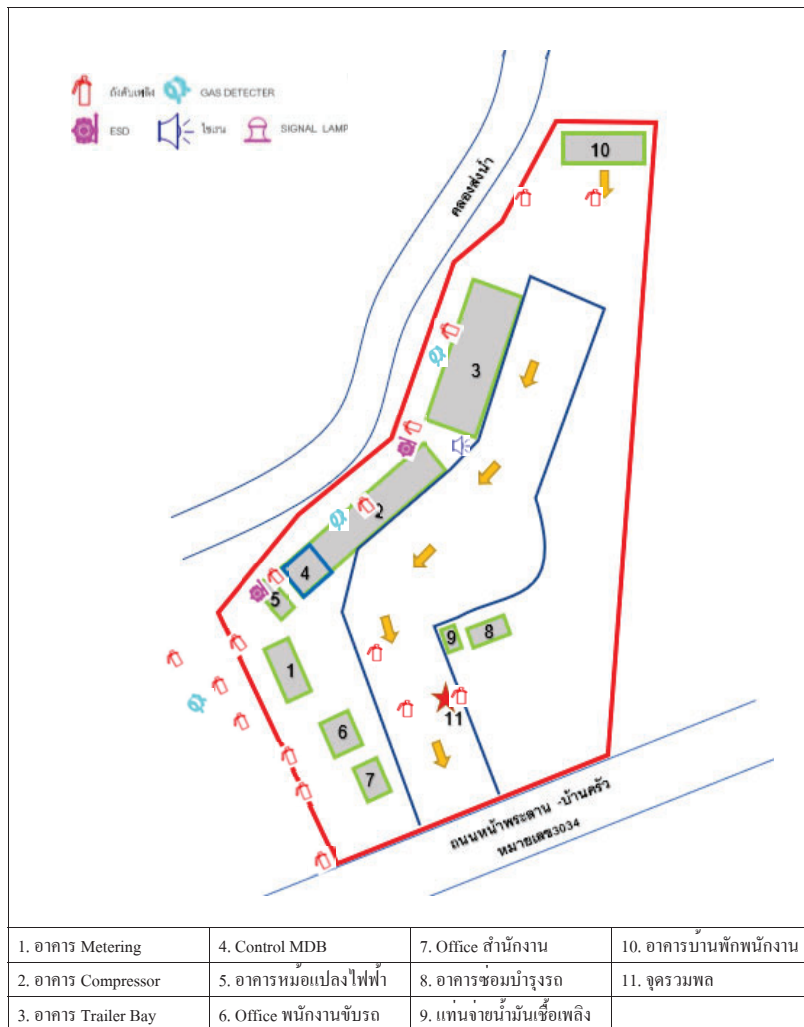 ถังดับเพลิง GAS DETECTER
ESD ไซเรน SIGNAL LAMP
คลองส่งน้ำ
10
3
2
4
5
1
9 8
6
11
7
ถนนหน้าพระลาน -บ้านครัว
หมายเลข3034
1. อาคาร Metering 4. Control MDB 7. Office สำนักงาน 10. อาคารบ้านพักพนักงาน
2. อาคาร Compressor 5. อาคารหม้อแปลงไฟฟ้า 8. อาคารซ่อมบำรุงรถ 11. จุดรวมพล
3. อาคาร Trailer Bay 6. Office พนักงานขับรถ 9. แท่นจ่ายน้ำมันเชื้อเพลิง